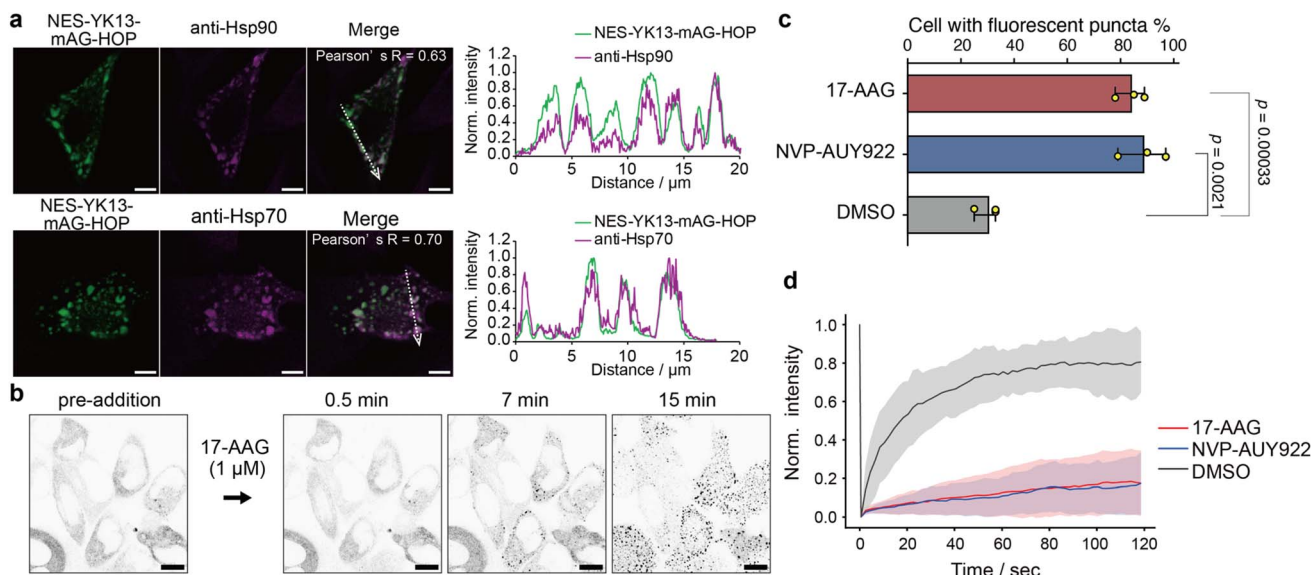 a
NES-YK13-
mAG-HOP
anti-Hsp90
Merge
Pearson' s R = 0.63
NES-YK13-mAG-HOP
anti-Hsp90
Norm. intensity
1.2
1.0
0.8
0.6
0.4
0.2
0
0 5 10 15 20
Distance / μm
NES-YK13-
mAG-HOP
anti-Hsp70
Merge
Pearson' s R = 0.70
NES-YK13-mAG-HOP
anti-Hsp70
Norm. intensity
1.2
1.0
0.8
0.6
0.4
0.2
0
0 5 10 15 20
Distance / μm
b
pre-addition
17-AAG
(1 μM)
0.5 min
7 min
15 min
c
Cell with fluorescent puncta %
0 20 40 60 80 100
17-AAG
NVP-AUY922
DMSO
p = 0.0021
p = 0.00033
d
Norm. intensity
1.0
0.8
0.6
0.4
0.2
0.0
0 20 40 60 80 100 120
Time / sec
17-AAG
NVP-AUY922
DMSO